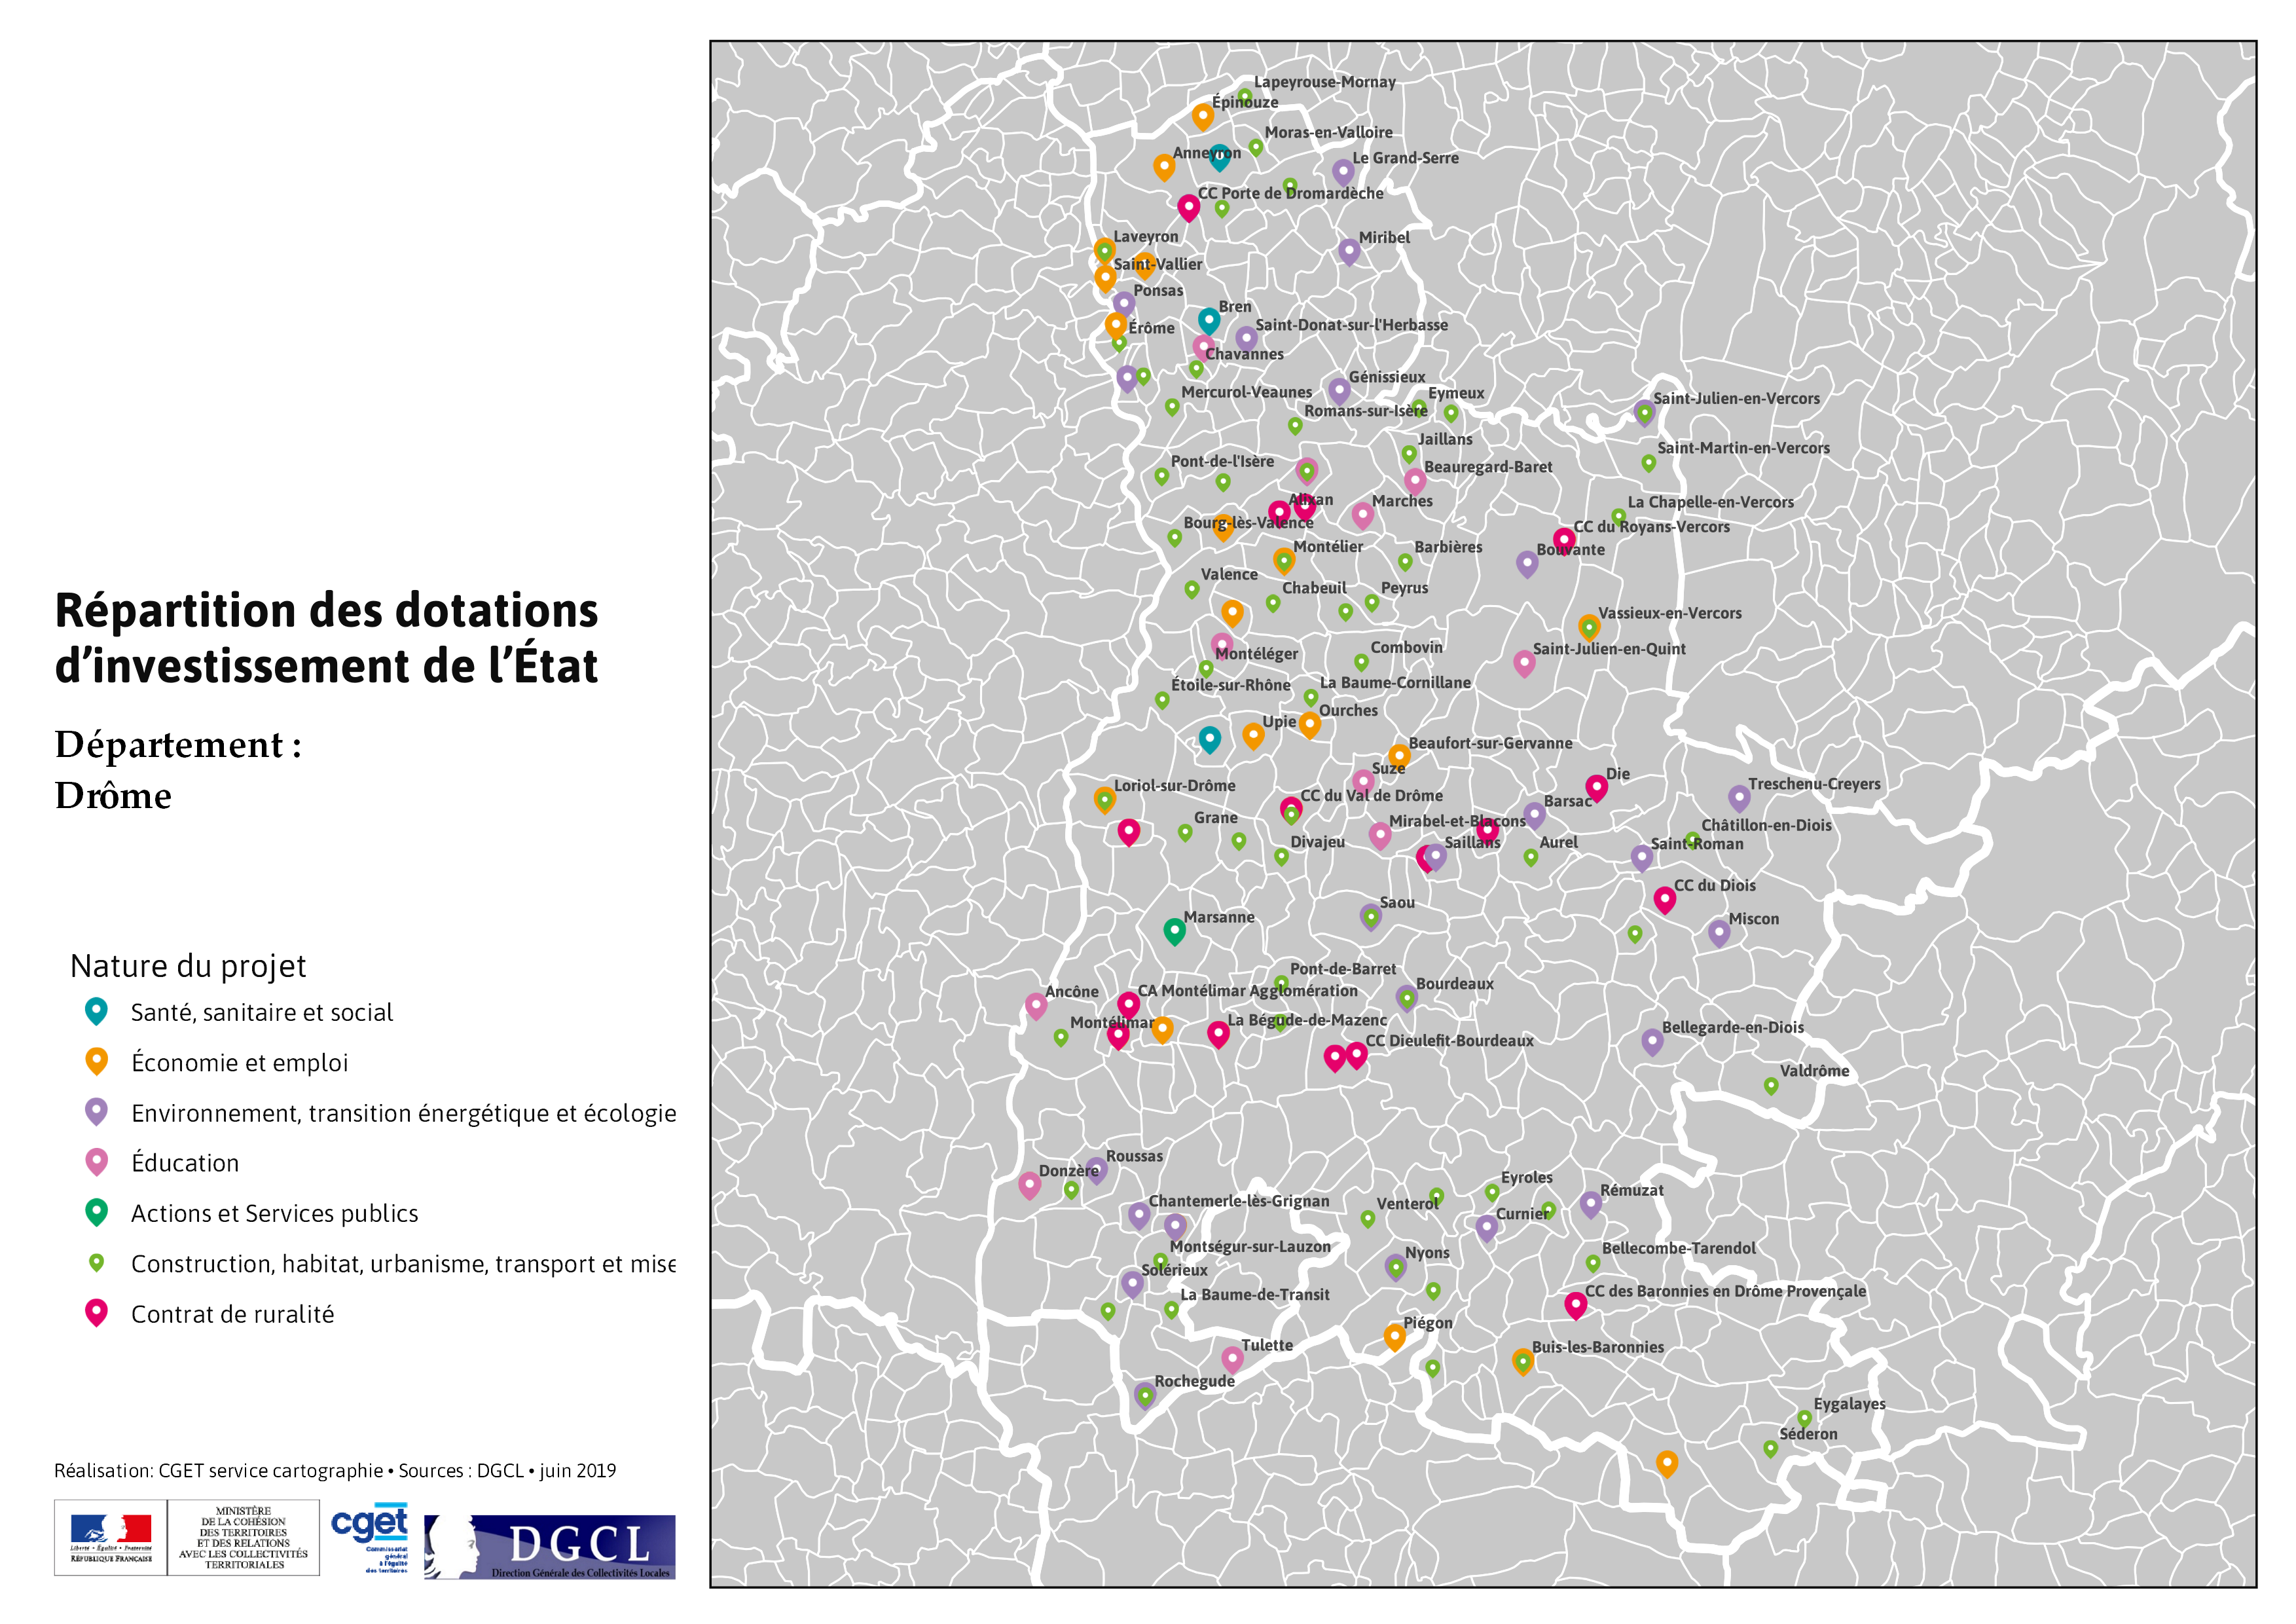 Répartition des dotations
d'investissement de l'État
Département :
Drôme
Nature du projet
Santé, sanitaire et social
Économie et emploi
Environnement, transition énergétique et écologie
Éducation
Actions et Services publics
Construction, habitat, urbanisme, transport et mise
Contrat de ruralité
Réalisation: CGET service cartographie • Sources : DGCL • juin 2019
Liberté • Égalité • Fraternité
RÉPUBLIQUE FRANÇAISE
MINISTÈRE
DE LA COHÉSION
DES TERRITOIRES
ET DES RELATIONS
AVEC LES COLLECTIVITÉS
TERRITORIALES
cget
Commissariat
général
à l'égalité
des territoires
DGCL
Direction Générale des Collectivités Locales
Lapeyrouse-Mornay
Épinouze
Moras-en-Valloire
Anneyron
Le Grand-Serre
CC Porte de Dromardèche
Laveyron
Miribel
Saint-Vallier
Ponsas
Bren
Érôme
Saint-Donat-sur-l'Herbasse
Chavannes
Génissieux
Mercurol-Veaunes
Eymeux
Saint-Julien-en-Vercors
Romans-sur-Isère
Jaillans
Saint-Martin-en-Vercors
Pont-de-l'Isère
Beauregard-Baret
Alixan
Marches
La Chapelle-en-Vercors
Bourg-lès-Valence
CC du Royans-Vercors
Montélier
Barbières
Bouvante
Valence
Chabeuil
Peyrus
Vassieux-en-Vercors
Montéléger
Combovin
Saint-Julien-en-Quint
Étoile-sur-Rhône
La Baume-Cornillane
Ourches
Upie
Beaufort-sur-Gervanne
Suze
Die
Loriol-sur-Drôme
CC du Val de Drôme
Barsac
Treschenu-Creyers
Grane
Mirabel-et-Blacons
Châtillon-en-Diois
Divajeu
Saillans
Aurel
Saint-Roman
CC du Diois
Marsanne
Saou
Miscon
Pont-de-Barret
Ancône
CA Montélimar Agglomération
Bourdeaux
Montélimar
La Bégude-de-Mazenc
Bellegarde-en-Diois
CC Dieulefit-Bourdeaux
Valdrôme
Roussas
Donzère
Eyroles
Rémuzat
Chantemerle-lès-Grignan
Venterol
Curnier
Montségur-sur-Lauzon
Nyons
Bellecombe-Tarendol
Solérieux
La Baume-de-Transit
CC des Baronnies en Drôme Provençale
Piégon
Tulette
Buis-les-Baronnies
Rochegude
Eygalayes
Séderon